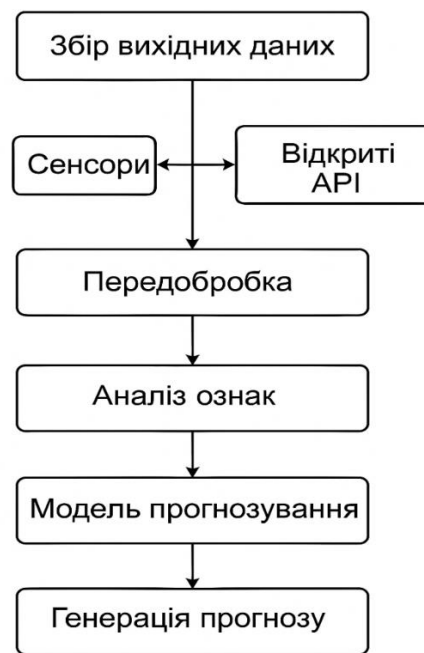 Збір вихідних даних
Сенсори
Відкриті
API
Передобробка
Аналіз ознак
Модель прогнозування
Генерація прогнозу